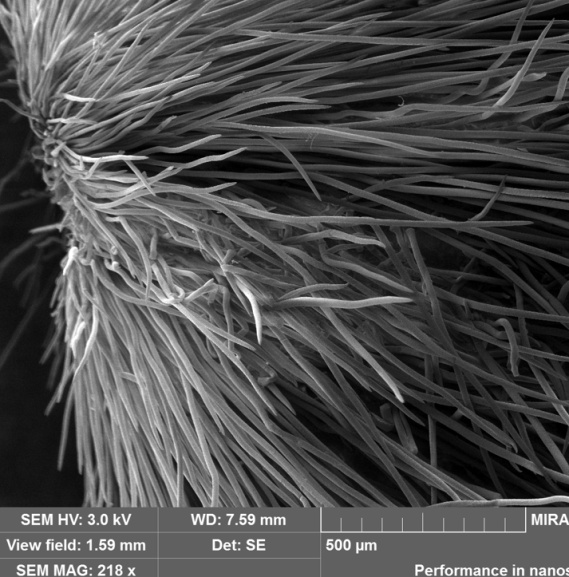 SEM HV: 3.0 kV WD: 7.59 mm MIRA
View field: 1.59 mm Det: SE 500 µm
SEM MAG: 218 x Performance in nanos